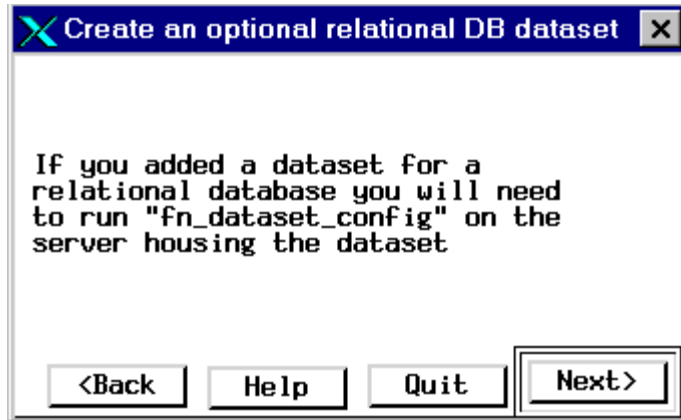 Create an optional relational DB dataset
If you added a dataset for a
relational database you will need
to run "fn_dataset_config" on the
server housing the dataset
<Back Help Quit Next>